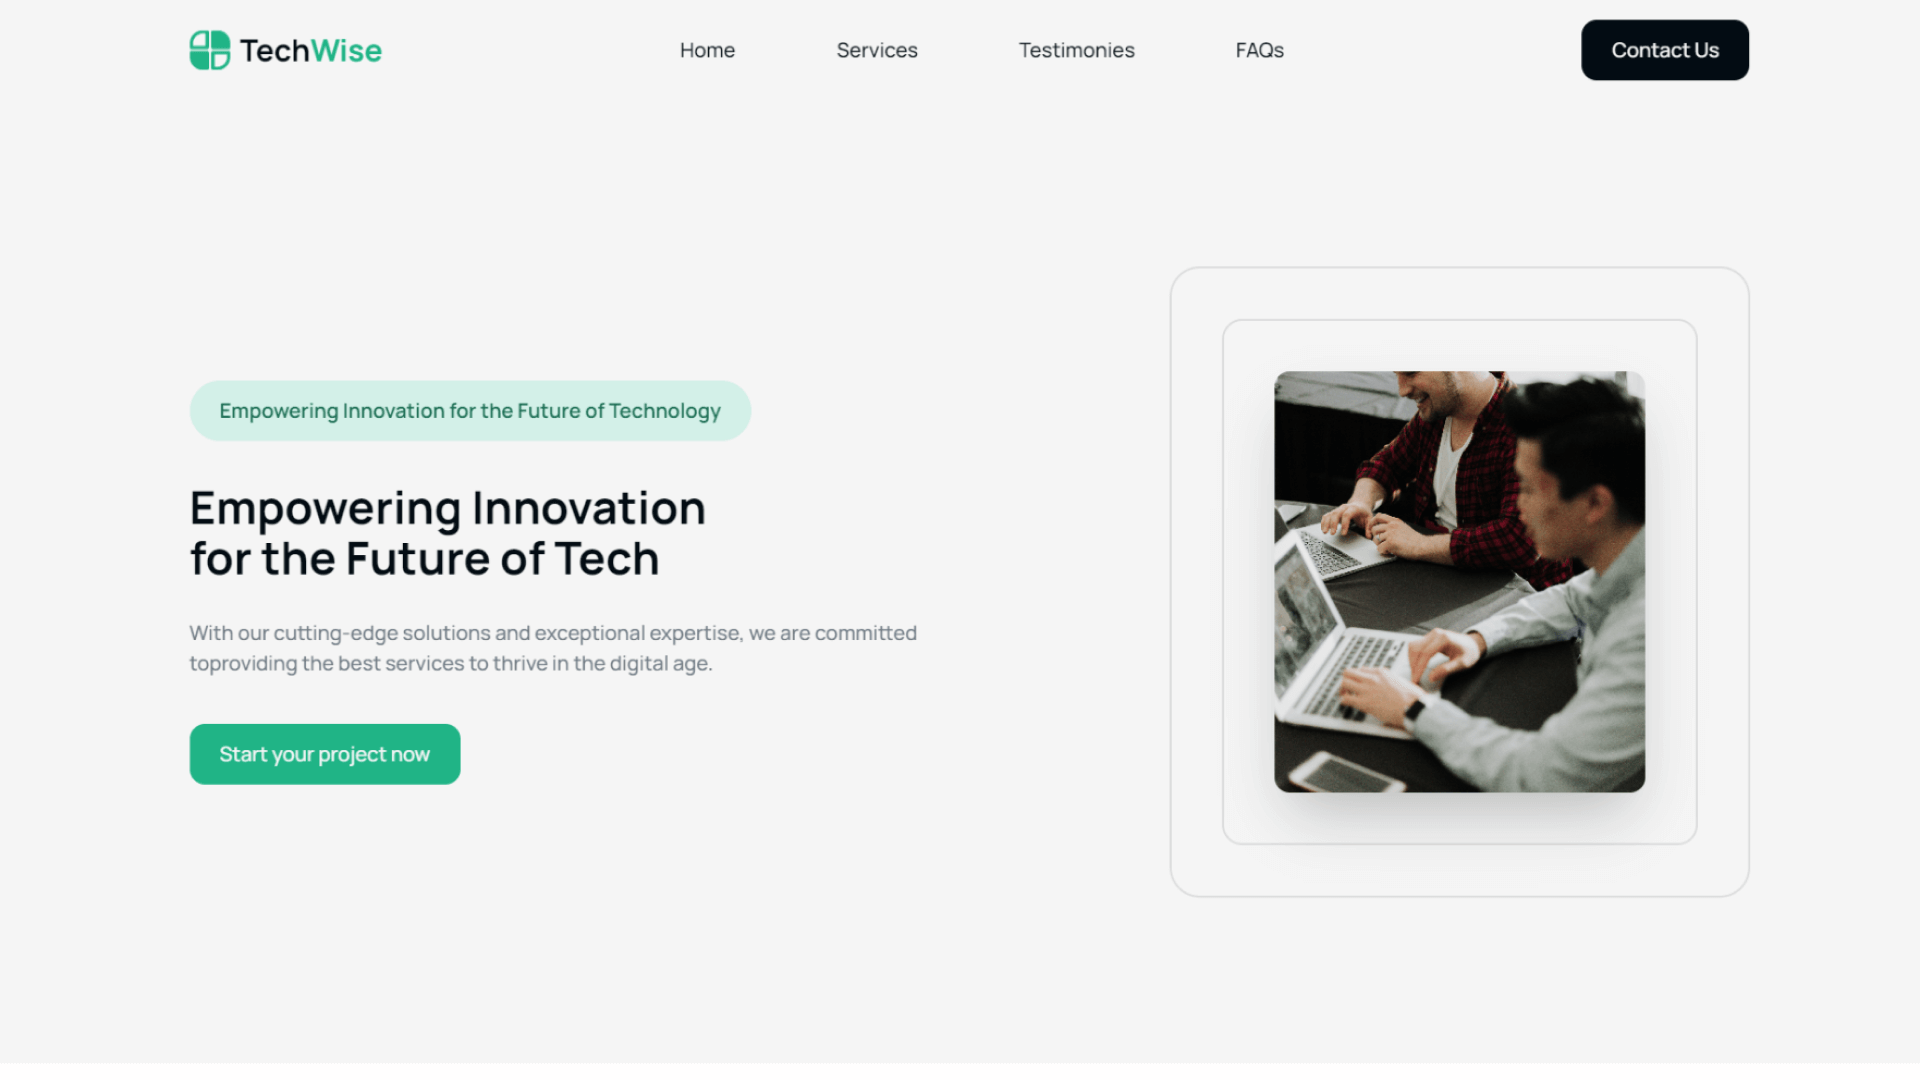 TechWise
Home
Services
Testimonies
FAQs
Contact Us
Empowering Innovation for the Future of Technology
Empowering Innovation
for the Future of Tech
With our cutting-edge solutions and exceptional expertise, we are committed
toproviding the best services to thrive in the digital age.
Start your project now